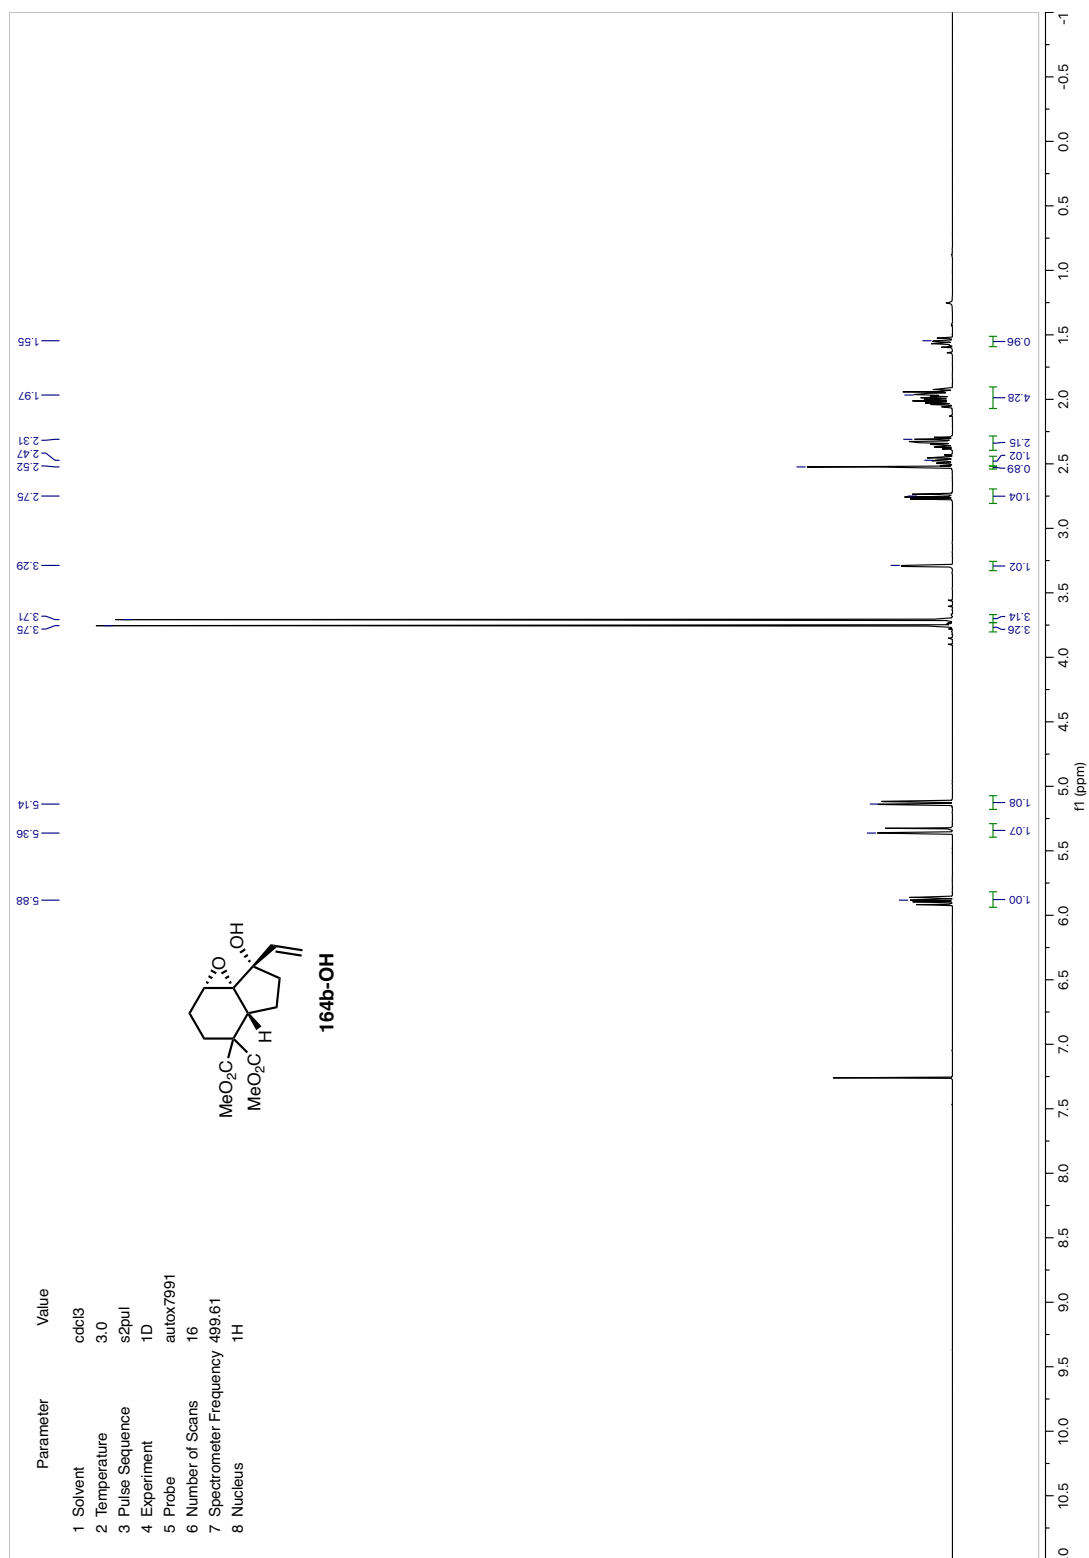 Parameter Value
1 Solvent cdcl3
2 Temperature 3.0
3 Pulse Sequence s2pul
4 Experiment 1D
5 Probe autox7991
6 Number of Scans 16
7 Spectrometer Frequency 499.61
8 Nucleus 1H
MeO2C
MeO2C
H
O
OH
164b-OH
5.88
5.36
5.14
3.75
3.71
3.29
2.75
2.52
2.47
2.31
1.97
1.55
1.00
1.07
1.08
3.26
3.14
1.02
1.04
0.89
1.02
2.15
4.28
0.96
0 10.5 10.0 9.5 9.0 8.5 8.0 7.5 7.0 6.5 6.0 5.5 5.0 4.5 4.0 3.5 3.0 2.5 2.0 1.5 1.0 0.5 0.0 -0.5 -1
f1 (ppm)